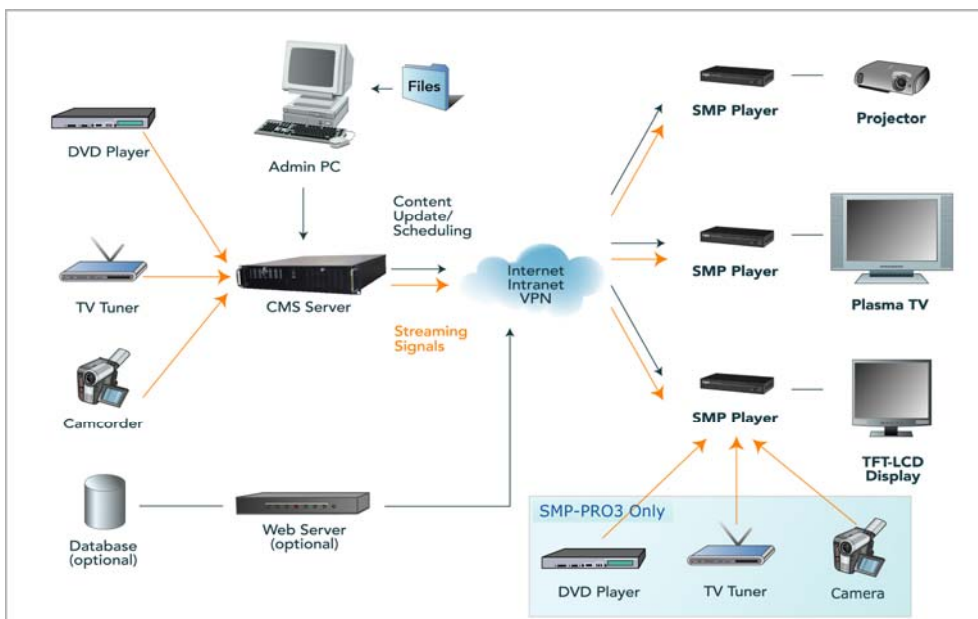 Files
DVD Player
Admin PC
SMP Player
Projector
Content
Update/
Scheduling
TV Tuner
CMS Server
Internet
Intranet
VPN
SMP Player
Plasma TV
Streaming
Signals
Camcorder
SMP Player
TFT-LCD
Display
Database
(optional)
Web Server
(optional)
SMP-PRO3 Only
DVD Player
TV Tuner
Camera